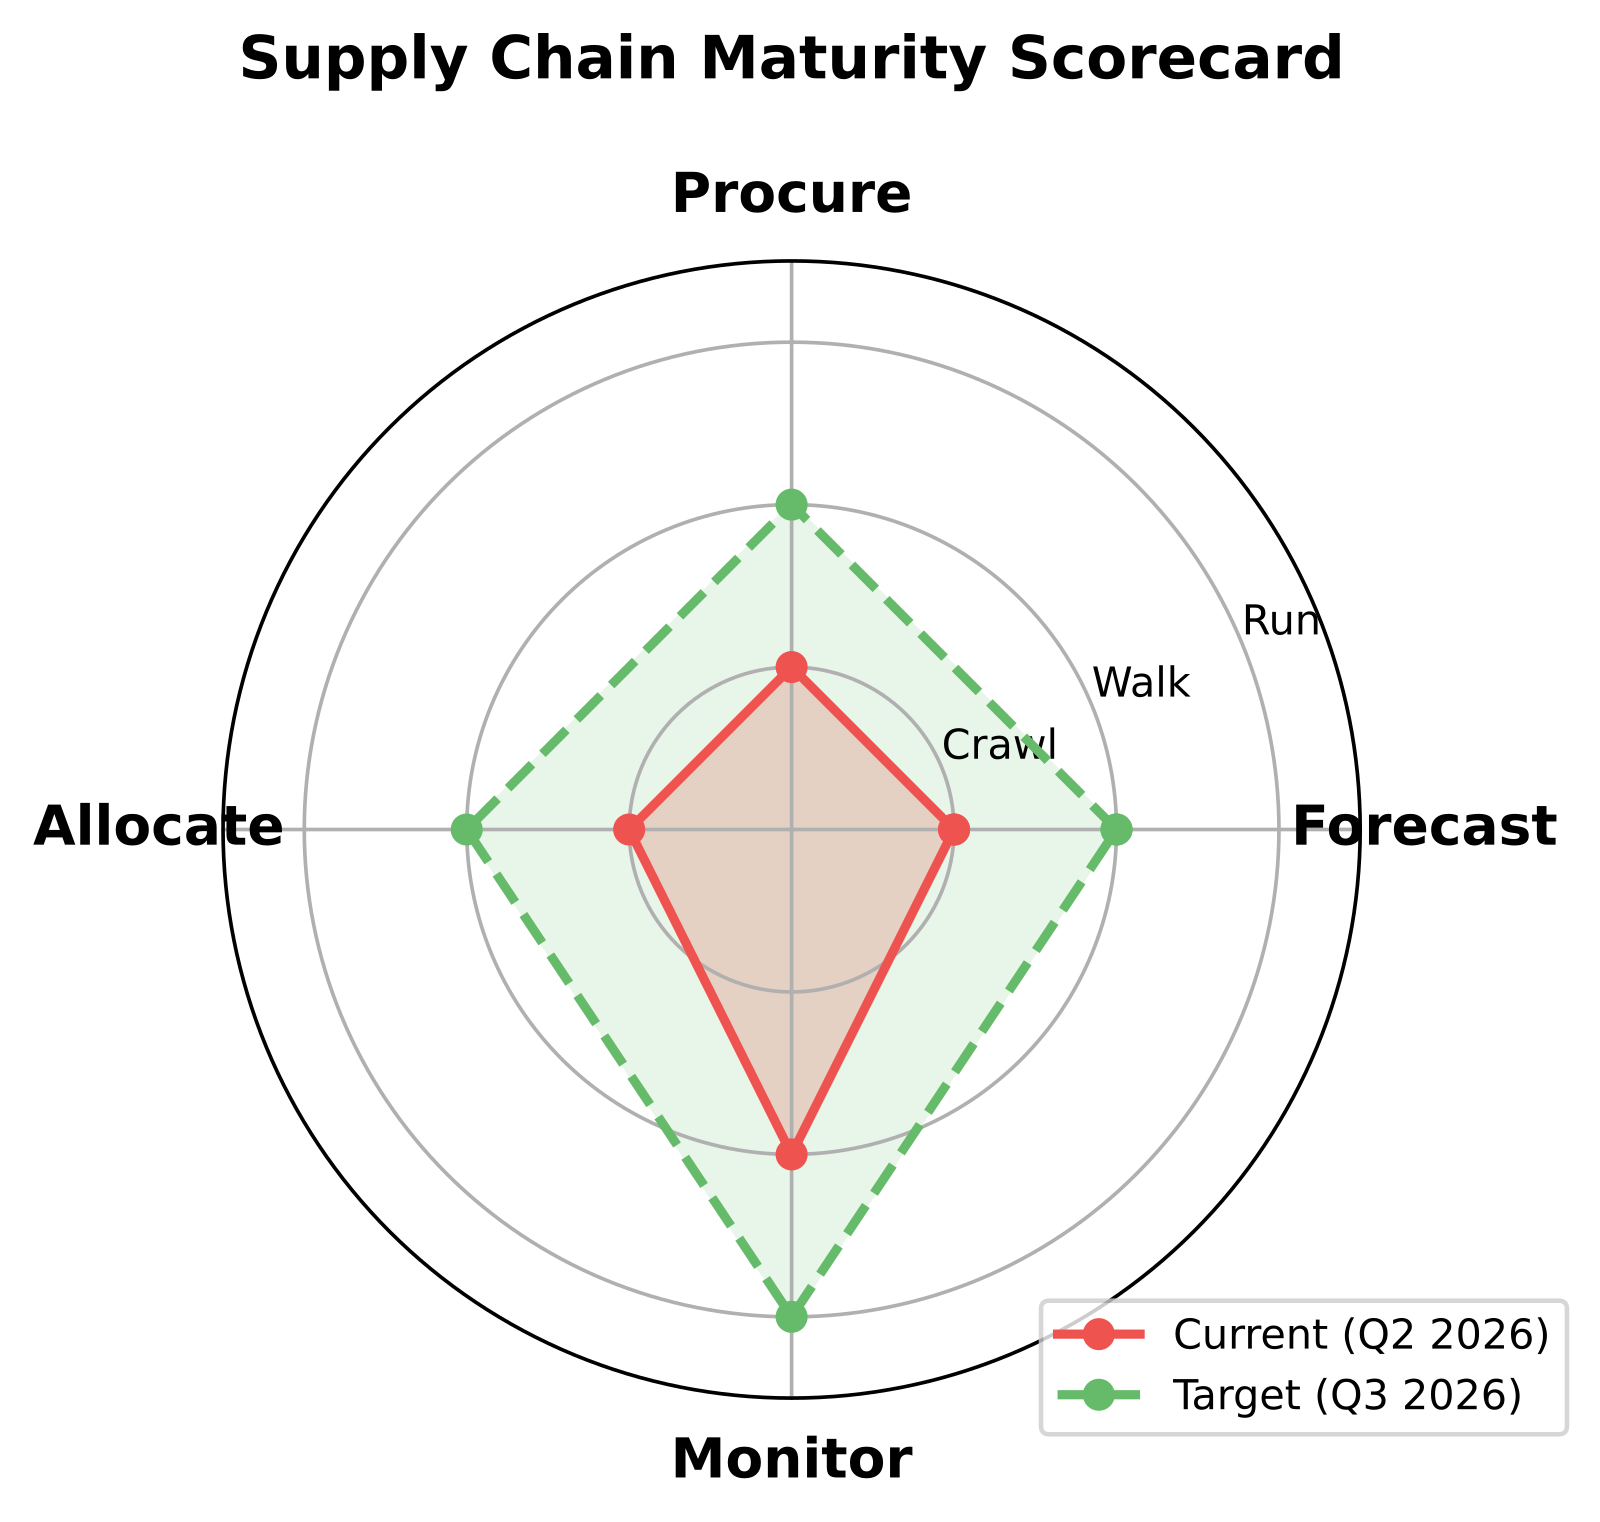 Supply Chain Maturity Scorecard
Procure
Run
Walk
Crawl
Allocate
Forecast
Current (Q2 2026)
Target (Q3 2026)
Monitor